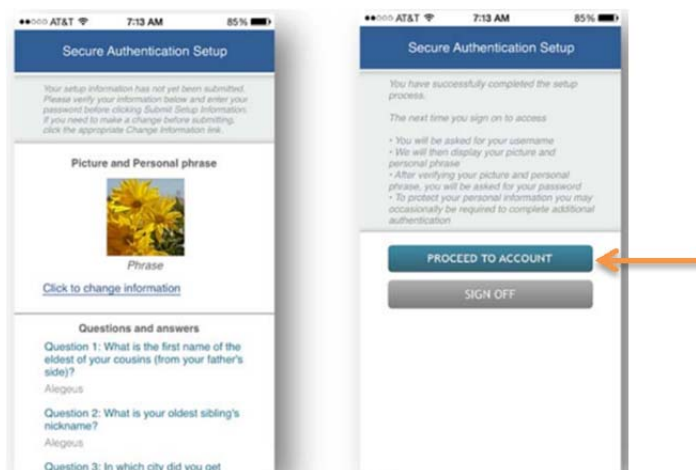 ●●○○○ AT&T 7:13 AM 85%
Secure Authentication Setup
Your setup information has not yet been submitted.
Please verify your information below and enter your
password before clicking Submit Setup Information.
If you need to make a change before submitting,
click the appropriate Change Information link.
Picture and Personal phrase
Phrase
Click to change information
Questions and answers
Question 1: What is the first name of the
eldest of your cousins (from your father's
side)?
Alegeus
Question 2: What is your oldest sibling's
nickname?
Alegeus
Question 3: In which city did you get
●●○○○ AT&T 7:13 AM 85%
Secure Authentication Setup
You have successfully completed the setup
process.
The next time you sign on to access
• You will be asked for your username
• We will then display your picture and
personal phrase
• After verifying your picture and personal
phrase, you will be asked for your password
• To protect your personal information you may
occasionally be required to complete additional
authentication
PROCEED TO ACCOUNT
SIGN OFF